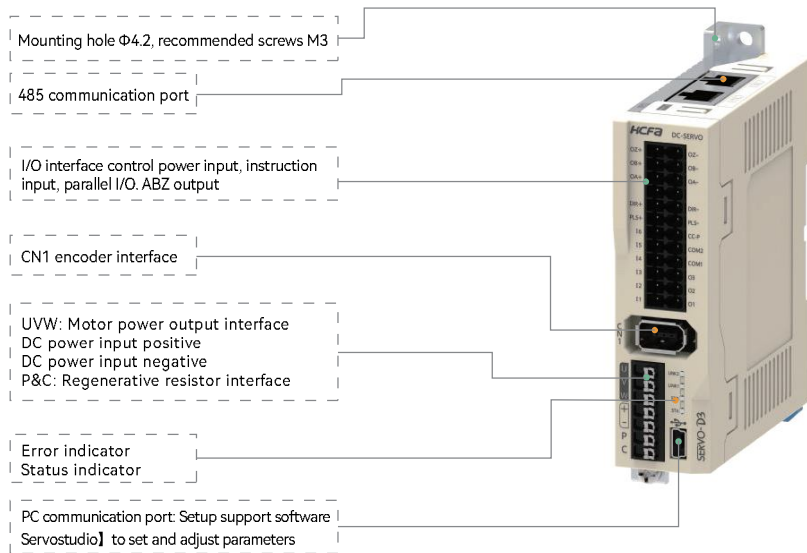 Mounting hole Φ4.2, recommended screws M3
485 communication port
I/O interface control power input, instruction
input, parallel I/O. ABZ output
CN1 encoder interface
UVW: Motor power output interface
DC power input positive
DC power input negative
P&C: Regenerative resistor interface
Error indicator
Status indicator
PC communication port: Setup support software
Servostudio】 to set and adjust parameters
HCFA DC-SERVO
OZ+ OZ-
OB+ OB-
OA+ OA-
DIR+ DIR-
PLS+ PLS-
I6 CC-P
I5 COM2
I4 COM1
I3 O3
I2 O2
I1 O1
CN1
U
V
+
-
P
C
SERVO-D3